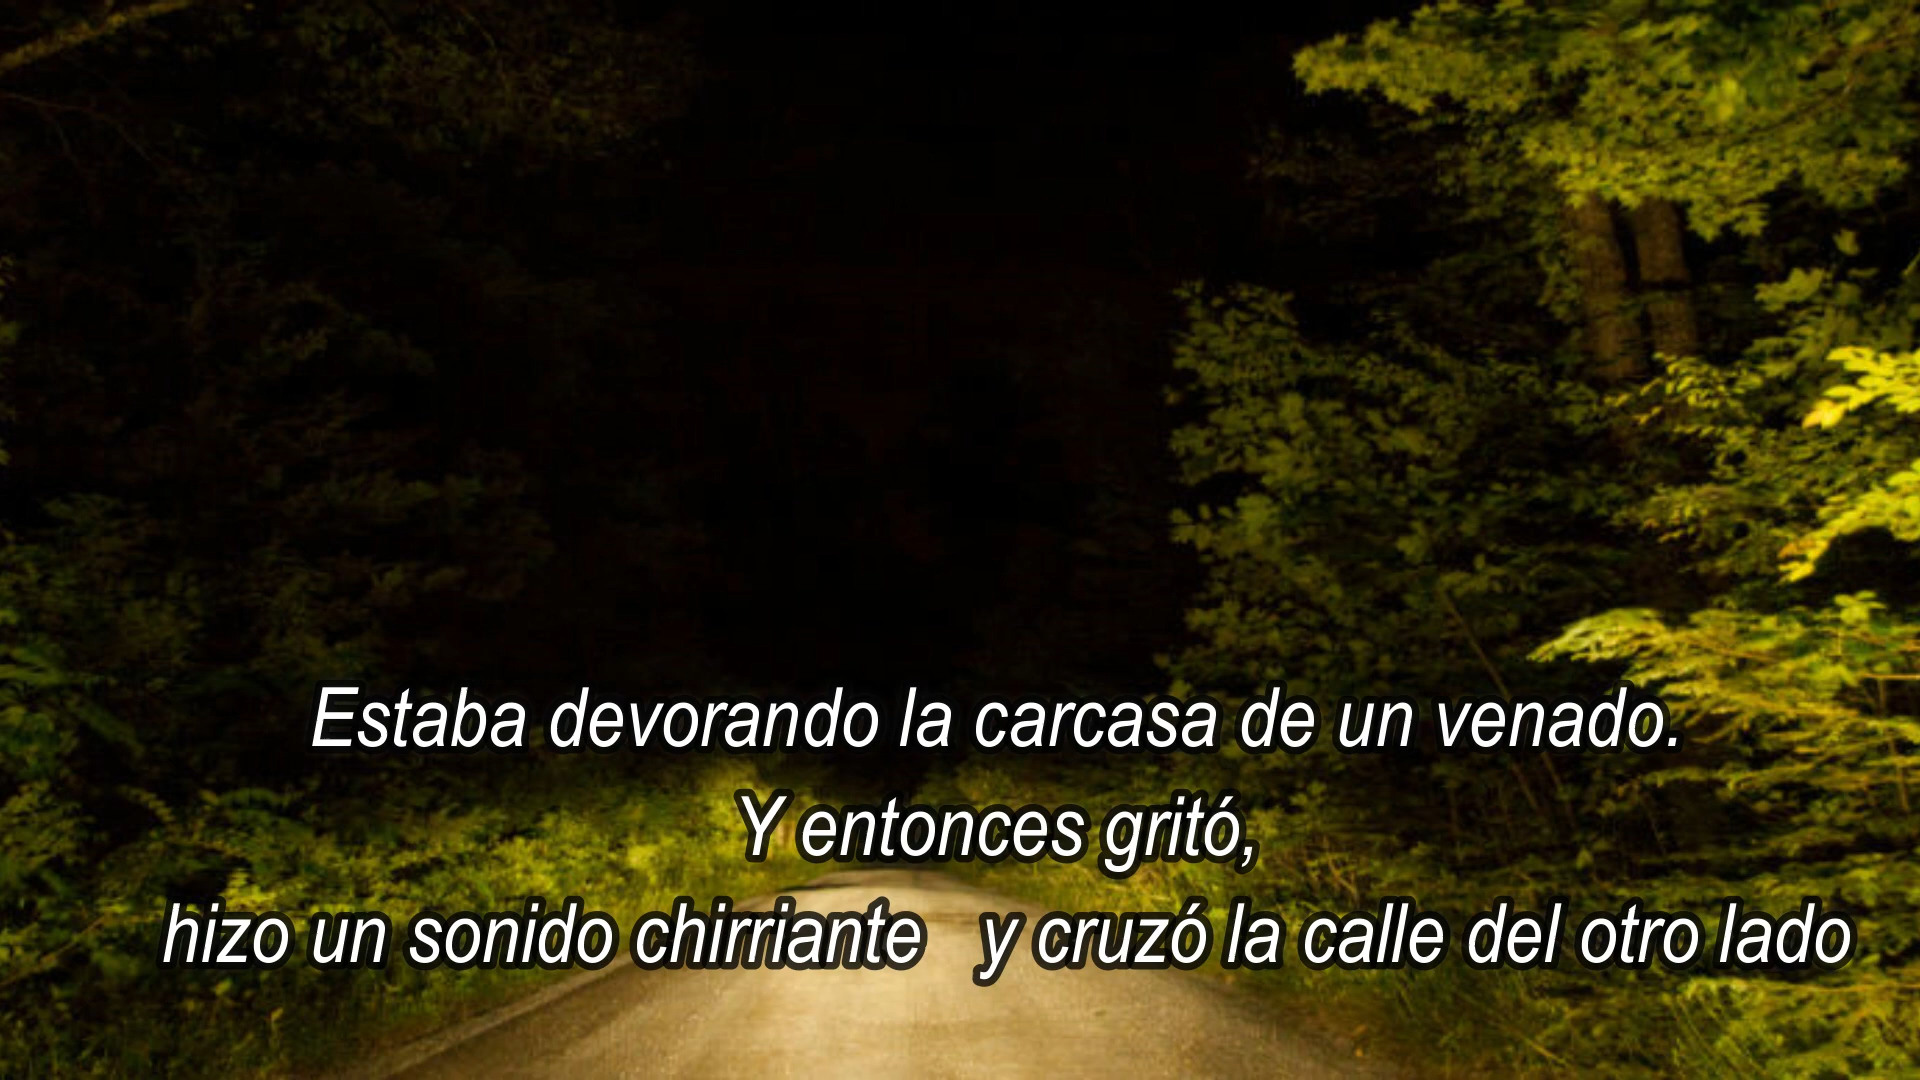 Estaba devorando la carcasa de un venado.
Y entonces gritó,
hizo un sonido chirriante y cruzó la calle del otro lado